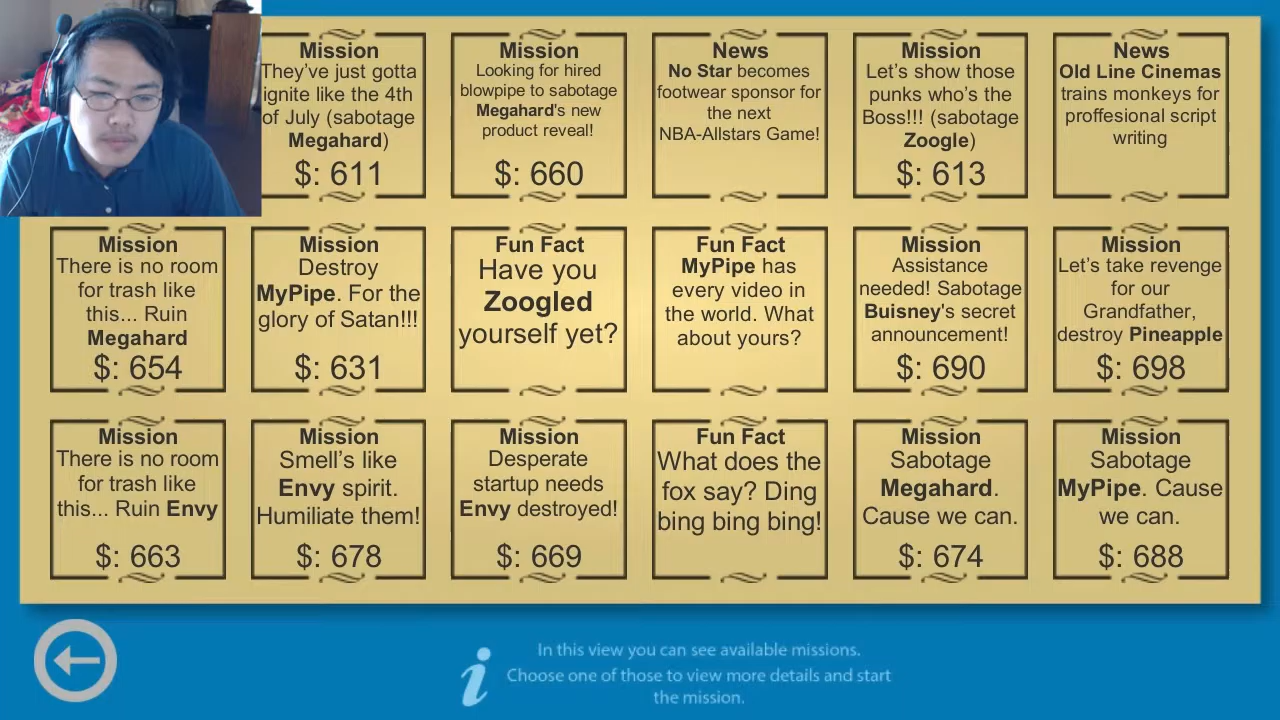 Mission
They've just gotta
ignite like the 4th
of July (sabotage
Megahard)
$: 611
Mission
Looking for hired
blowpipe to sabotage
Megahard's new
product reveal!
$: 660
News
No Star becomes
footwear sponsor for
the next
NBA-Allstars Game!
Mission
Let's show those
punks who's the
Boss!!! (sabotage
Zoogle)
$: 613
News
Old Line Cinemas
trains monkeys for
proffesional script
writing
Mission
There is no room
for trash like
this... Ruin
Megahard
$: 654
Mission
Destroy
MyPipe. For the
glory of Satan!!!
$: 631
Fun Fact
Have you
Zoogled
yourself yet?
Fun Fact
MyPipe has
every video in
the world. What
about yours?
Mission
Assistance
needed! Sabotage
Buisney's secret
announcement!
$: 690
Mission
Let's take revenge
for our
Grandfather,
destroy Pineapple
$: 698
Mission
There is no room
for trash like
this... Ruin Envy
$: 663
Mission
Smell's like
Envy spirit.
Humiliate them!
$: 678
Mission
Desperate
startup needs
Envy destroyed!
$: 669
Fun Fact
What does the
fox say? Ding
bing bing bing!
Mission
Sabotage
Megahard.
Cause we can.
$: 674
Mission
Sabotage
MyPipe. Cause
we can.
$: 688
In this view you can see available missions.
Choose one of those to view more details and start
the mission.